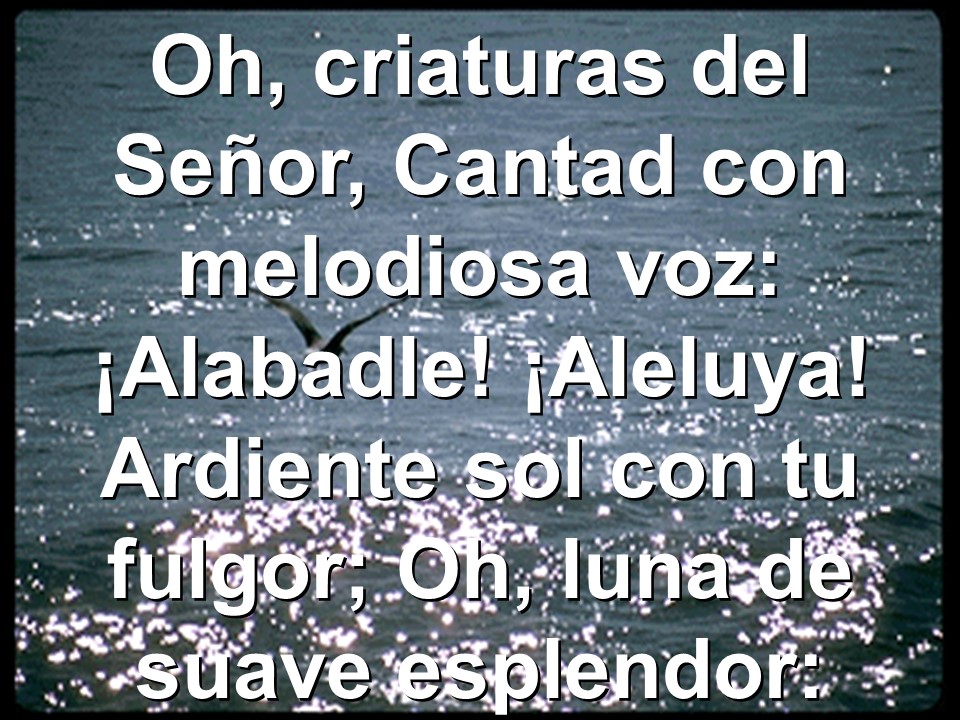 Oh, criaturas del
Señor, Cantad con
melodiosa voz:
¡Alabadle! ¡Aleluya!
Ardiente sol con tu
fulgor; Oh, luna de
suave esplendor: